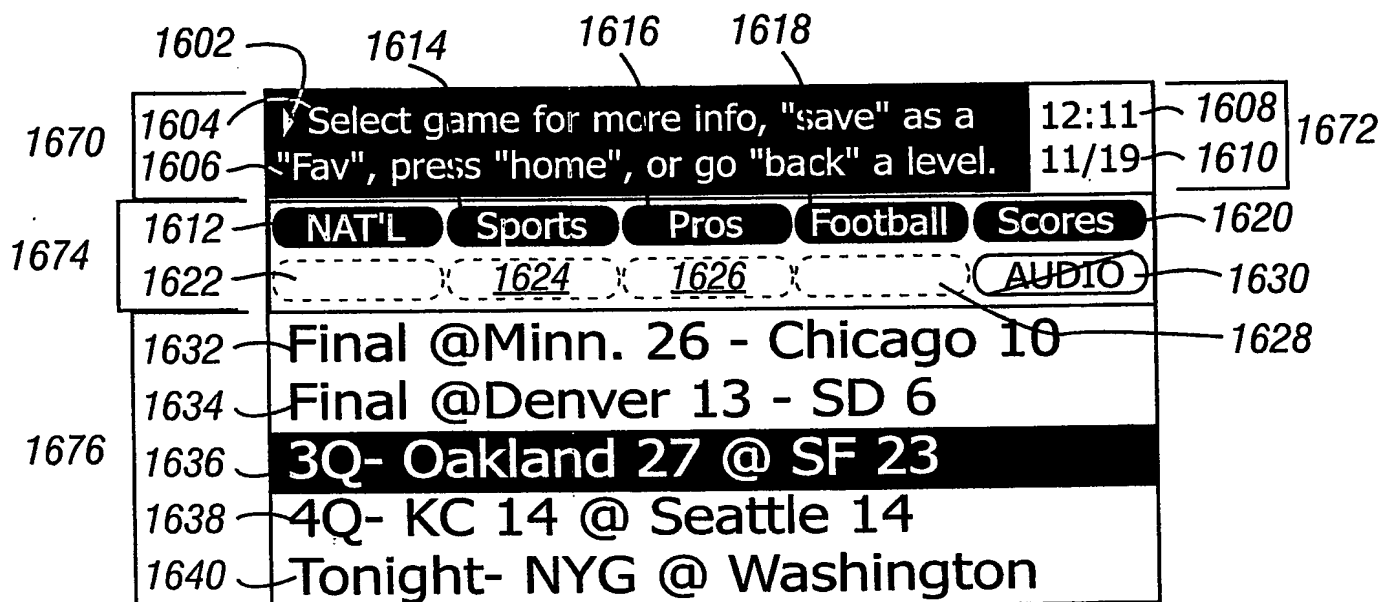 1602 1614 1616 1618
1670 1604 Select game for more info, "save" as a 12:11 1608 1672
1606 "Fav", press "home", or go "back" a level. 11/19 1610
1674 1612 NAT'L Sports Pros Football Scores 1620
1622 1624 1626 AUDIO 1630
1632 Final @Minn. 26 - Chicago 10 1628
1634 Final @Denver 13 - SD 6
1676 1636 3Q- Oakland 27 @ SF 23
1638 4Q- KC 14 @ Seattle 14
1640 Tonight- NYG @ Washington